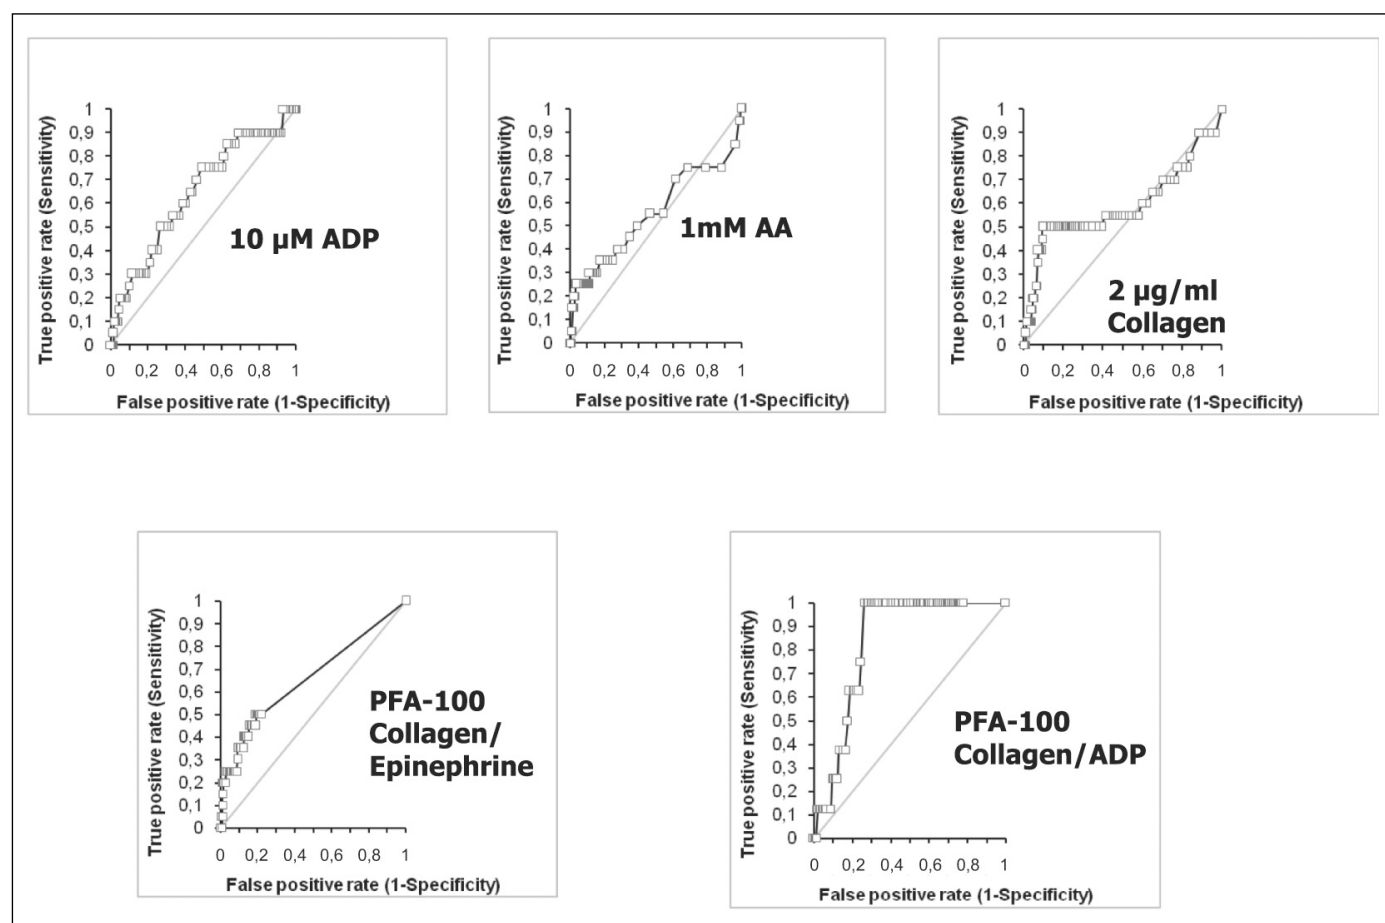 True positive rate (Sensitivity)
1
0,9
0,8
0,7
0,6
0,5
0,4
0,3
0,2
0,1
0
10 µM ADP
0 0,2 0,4 0,6 0,8 1
False positive rate (1-Specificity)
True positive rate (Sensitivity)
1
0,9
0,8
0,7
0,6
0,5
0,4
0,3
0,2
0,1
0
1mM AA
0 0,2 0,4 0,6 0,8 1
False positive rate (1-Specificity)
True positive rate (Sensitivity)
1
0,9
0,8
0,7
0,6
0,5
0,4
0,3
0,2
0,1
0
2 µg/ml
Collagen
0 0,2 0,4 0,6 0,8 1
False positive rate (1-Specificity)
True positive rate (Sensitivity)
1
0,9
0,8
0,7
0,6
0,5
0,4
0,3
0,2
0,1
0
PFA-100
Collagen/
Epinephrine
0 0,2 0,4 0,6 0,8 1
False positive rate (1-Specificity)
True positive rate (Sensitivity)
1
0,9
0,8
0,7
0,6
0,5
0,4
0,3
0,2
0,1
0
PFA-100
Collagen/ADP
0 0,2 0,4 0,6 0,8 1
False positive rate (1-Specificity)